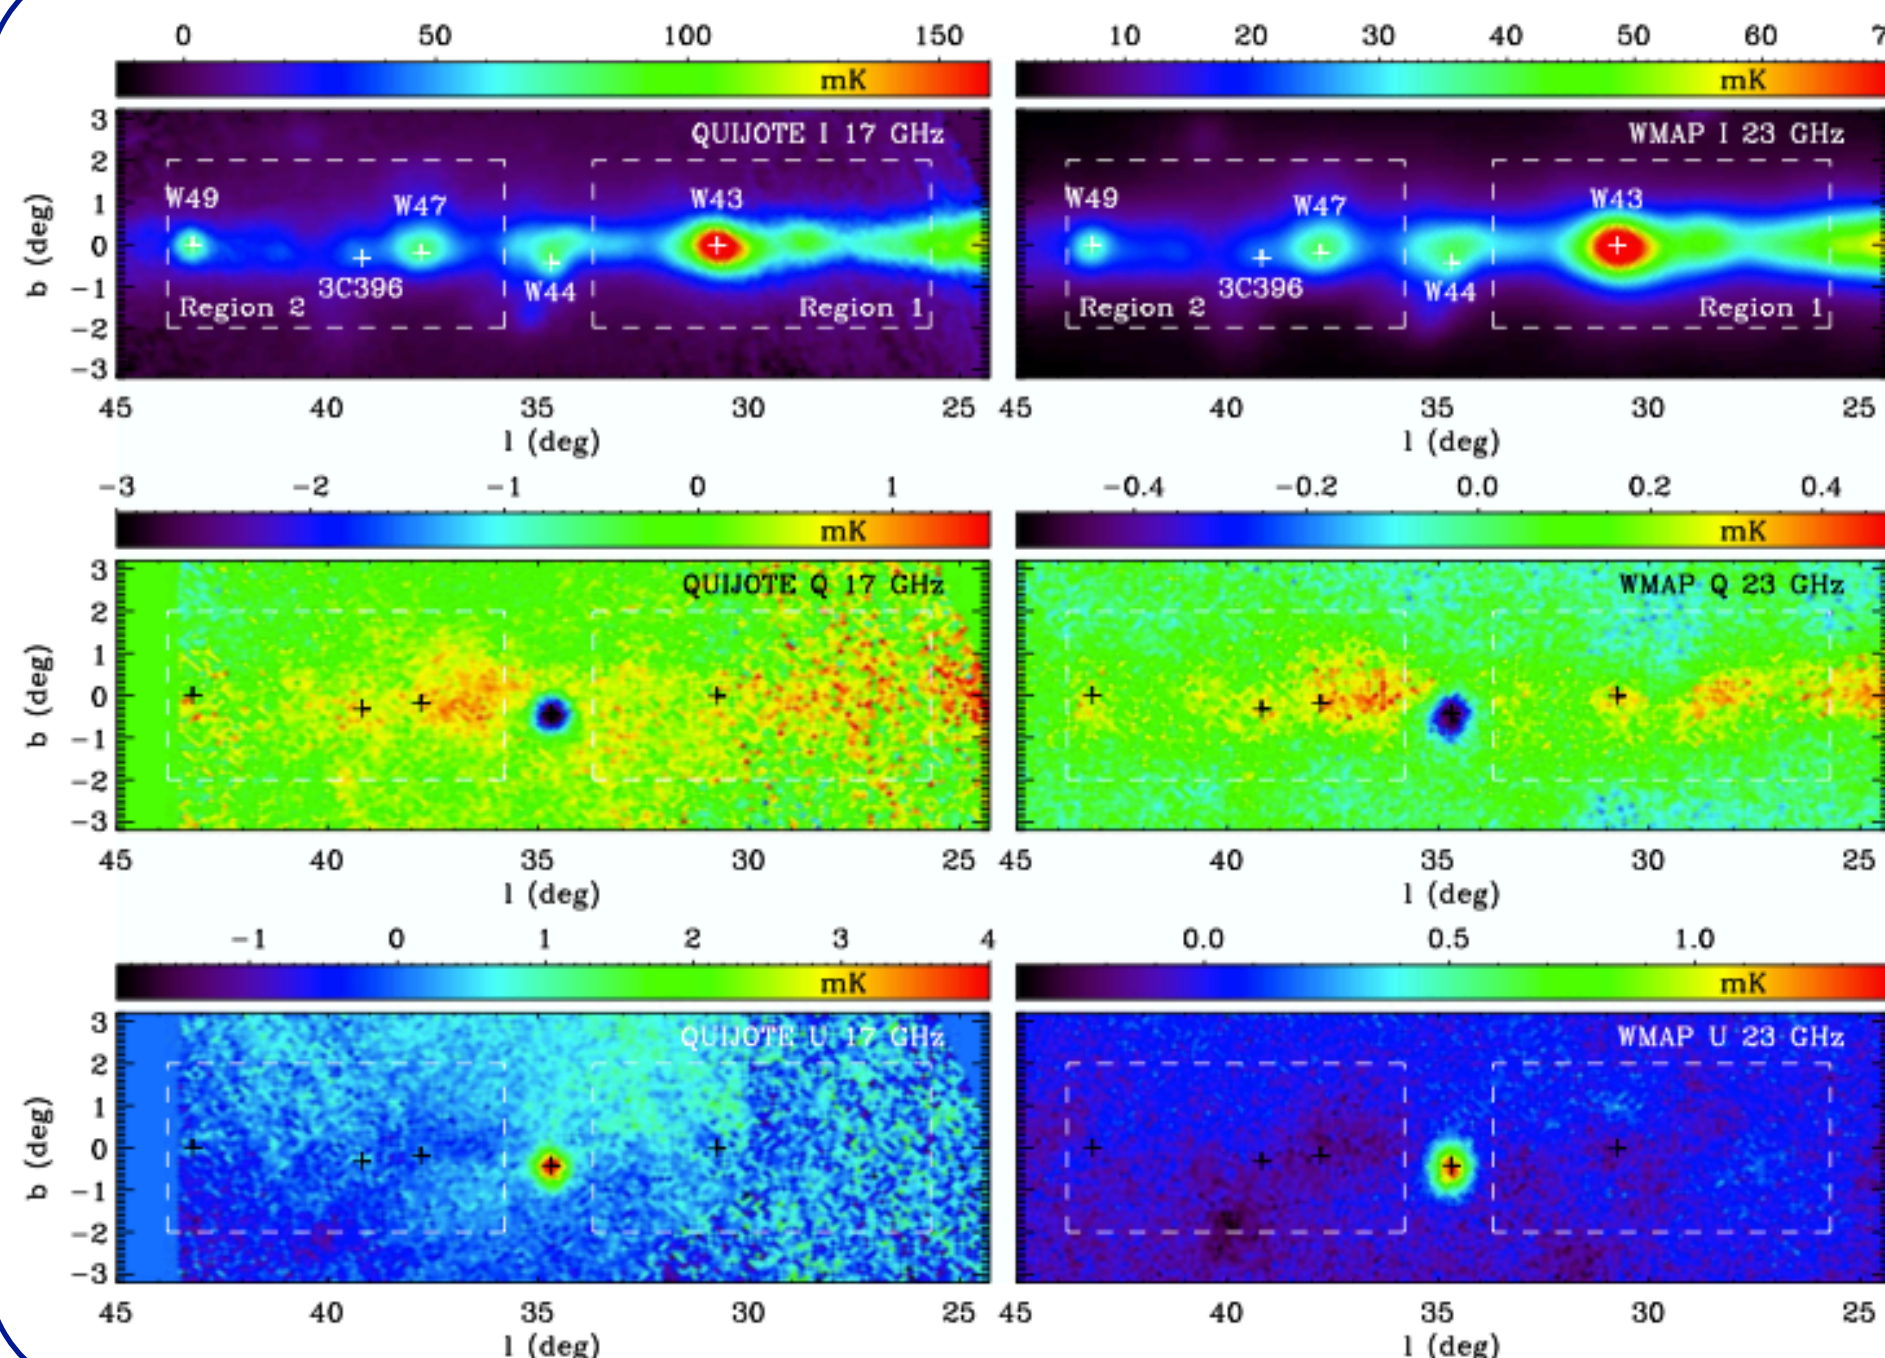 0 50 100 150
mK
10 20 30 40 50 60 7
mK
QUIJOTE I 17 GHz
W49
W47
W43
3C396
W44
Region 2
Region 1
3
2
1
0
−1
−2
−3
b (deg)
45 40 35 30 25
l (deg)
WMAP I 23 GHz
W49
W47
W43
3C396
W44
Region 2
Region 1
45 40 35 30 25
l (deg)
−3 −2 −1 0 1
mK
−0.4 −0.2 0.0 0.2 0.4
mK
QUIJOTE Q 17 GHz
3
2
1
0
−1
−2
−3
b (deg)
45 40 35 30 25
l (deg)
WMAP Q 23 GHz
45 40 35 30 25
l (deg)
−1 0 1 2 3 4
mK
0.0 0.5 1.0
mK
QUIJOTE U 17 GHz
3
2
1
0
−1
−2
−3
b (deg)
45 40 35 30 25
l (deg)
WMAP U 23 GHz
45 40 35 30 25
l (deg)